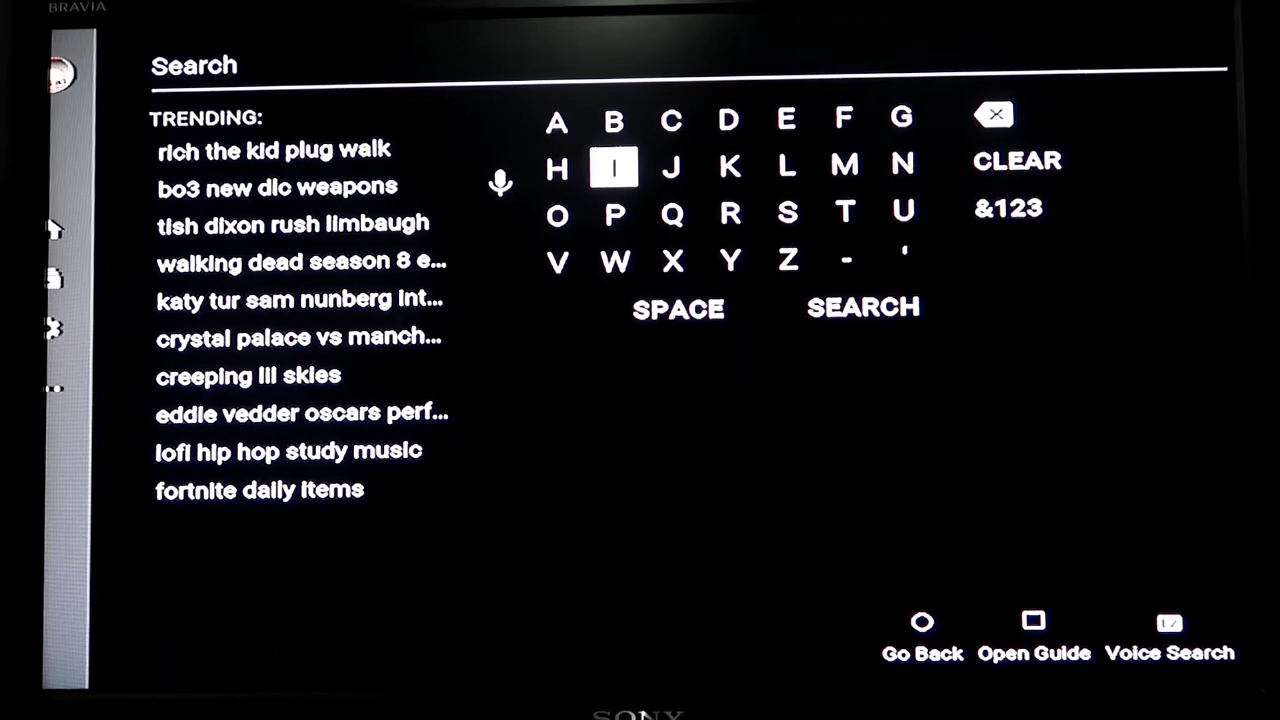 BRAVIA
Search
TRENDING:
rich the kid plug walk
bo3 new dlc weapons
tish dixon rush limbaugh
walking dead season 8 e...
katy tur sam nunberg int...
crystal palace vs manch...
creeping lil skies
eddie vedder oscars perf...
lofi hip hop study music
fortnite daily items
A B C D E F G
H I J K L M N CLEAR
O P Q R S T U &123
V W X Y Z - '
SPACE SEARCH
Go Back Open Guide Voice Search
SONY